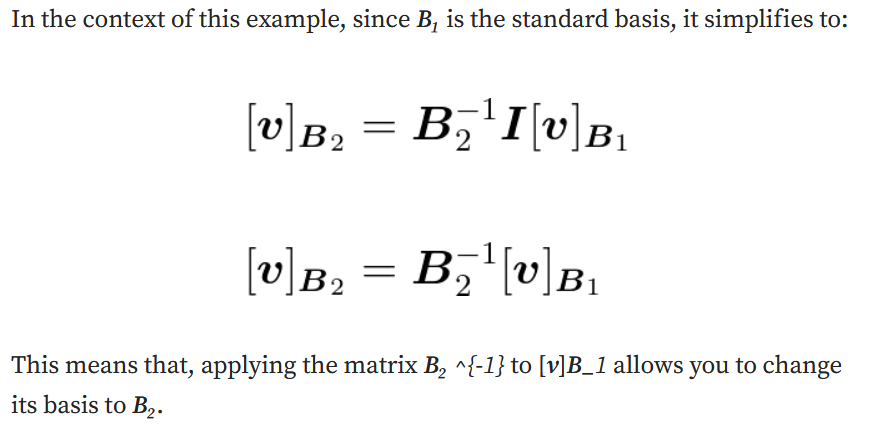 In the context of this example, since B₁ is the standard basis, it simplifies to:
[v]B₂ = B₂⁻¹I[v]B₁
[v]B₂ = B₂⁻¹[v]B₁
This means that, applying the matrix B₂ ^{-1} to [v]B_1 allows you to change
its basis to B₂.